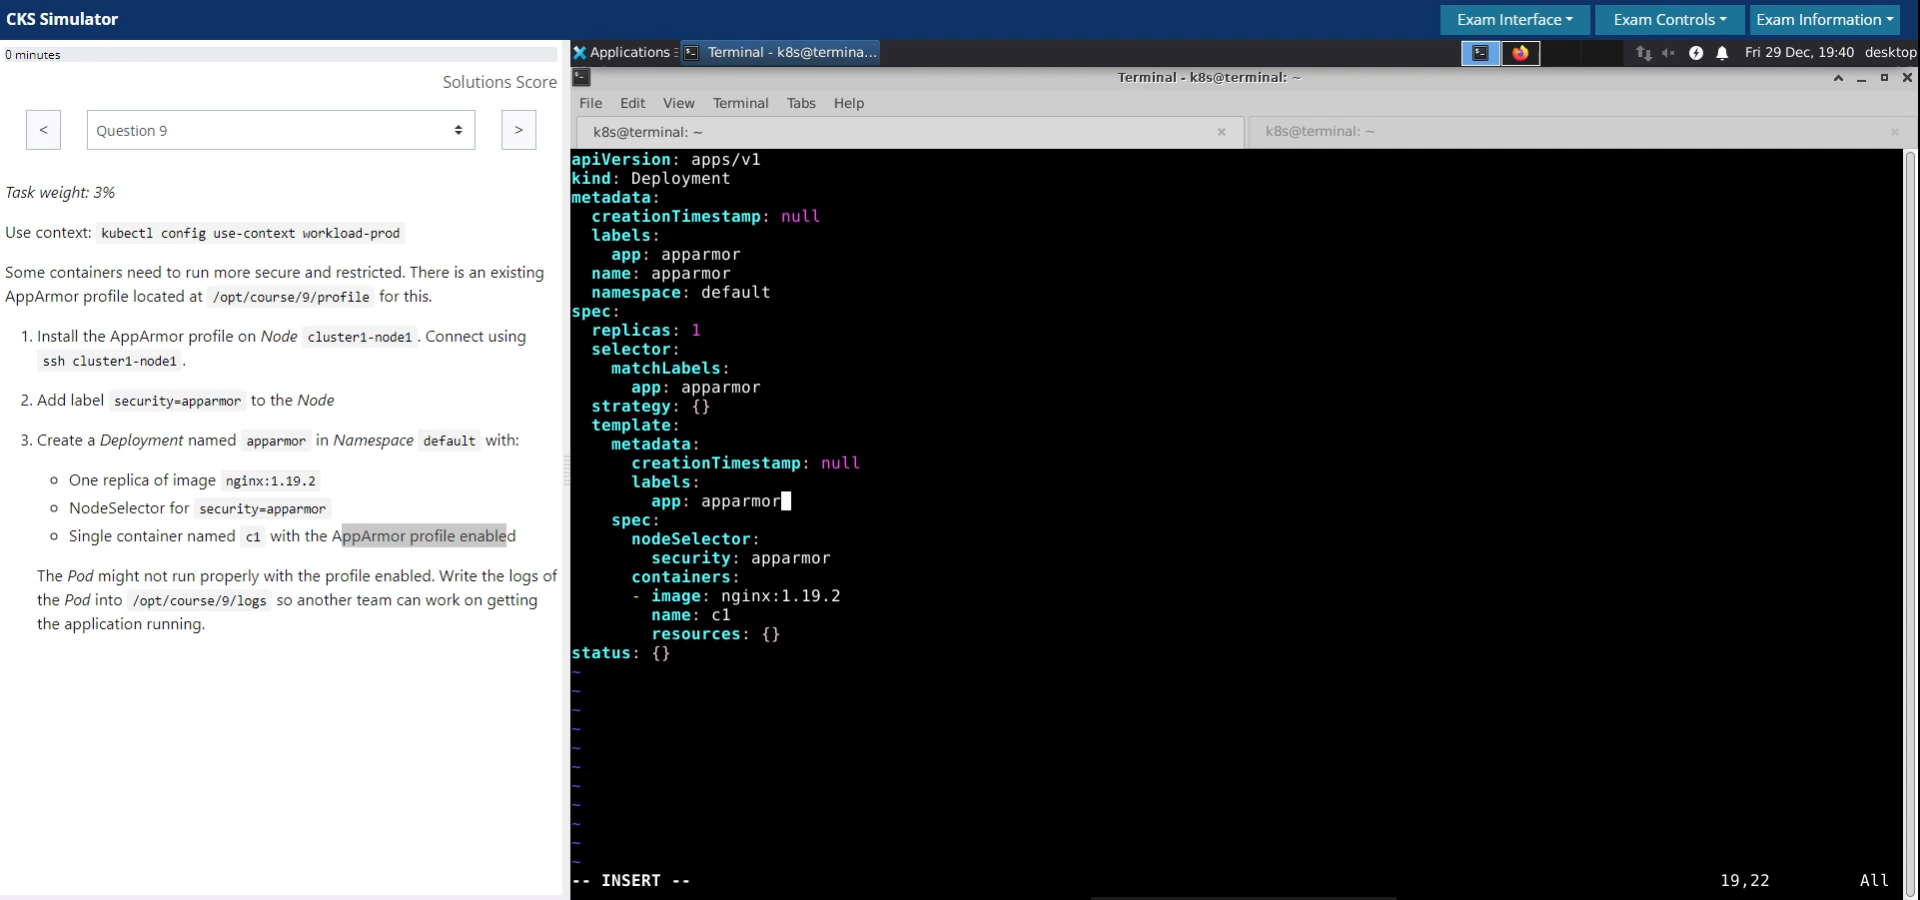 CKS Simulator
Exam Interface
Exam Controls
Exam Information
0 minutes
Solutions Score
<
Question 9
>
Task weight: 3%
Use context: kubectl config use-context workload-prod
Some containers need to run more secure and restricted. There is an existing
AppArmor profile located at /opt/course/9/profile for this.
1. Install the AppArmor profile on Node cluster1-node1 . Connect using
ssh cluster1-node1 .
2. Add label security=apparmor to the Node
3. Create a Deployment named apparmor in Namespace default with:
One replica of image nginx:1.19.2
NodeSelector for security=apparmor
Single container named c1 with the AppArmor profile enabled
The Pod might not run properly with the profile enabled. Write the logs of
the Pod into /opt/course/9/logs so another team can work on getting
the application running.
Applications
Terminal - k8s@termina...
Fri 29 Dec, 19:40
desktop
Terminal - k8s@terminal: ~
File Edit View Terminal Tabs Help
k8s@terminal: ~
k8s@terminal: ~
apiVersion: apps/v1
kind: Deployment
metadata:
  creationTimestamp: null
  labels:
    app: apparmor
  name: apparmor
  namespace: default
spec:
  replicas: 1
  selector:
    matchLabels:
      app: apparmor
  strategy: {}
  template:
    metadata:
      creationTimestamp: null
      labels:
        app: apparmor
    spec:
      nodeSelector:
        security: apparmor
      containers:
      - image: nginx:1.19.2
        name: c1
        resources: {}
status: {}
~
~
~
~
~
~
~
~
~
~
~
-- INSERT --
19,22
All